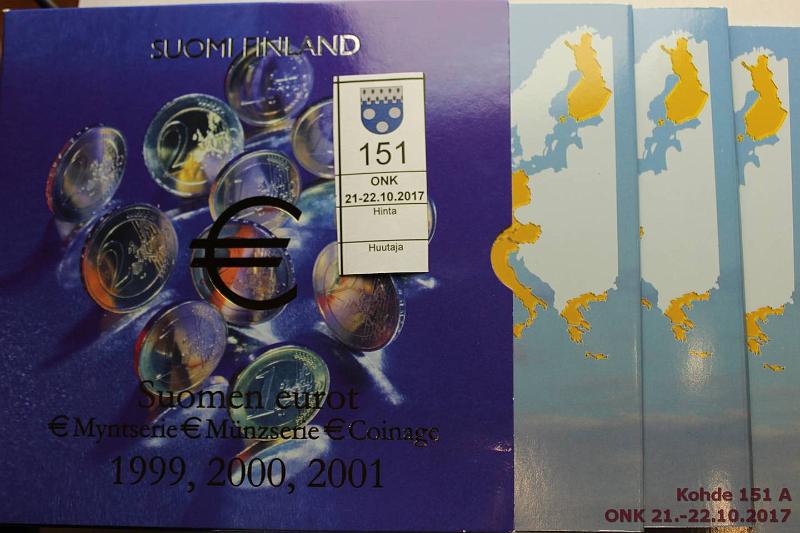 SUOMI FINLAND
151
ONK
21-22.10.2017
Hinta
Huutaja
€
Suomen eurot
€ Myntserie € Münzserie € Coinage
1999, 2000, 2001
Kohde 151 A
ONK 21.-22.10.2017